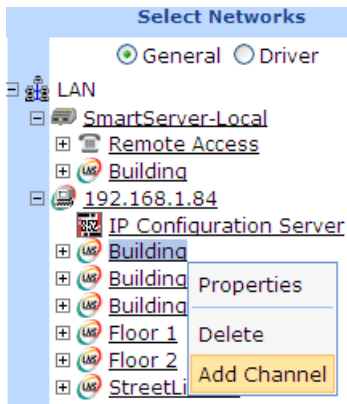 Select Networks
General Driver
LAN
SmartServer-Local
Remote Access
Building
192.168.1.84
IP Configuration Server
Building
Building
Building
Floor 1
Floor 2
StreetLi
Properties
Delete
Add Channel